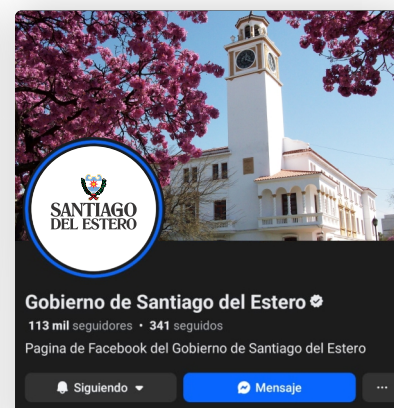 SANTIAGO
DEL ESTERO
Gobierno de Santiago del Estero
113 mil seguidores • 341 seguidos
Pagina de Facebook del Gobierno de Santiago del Estero
Siguiendo
Mensaje